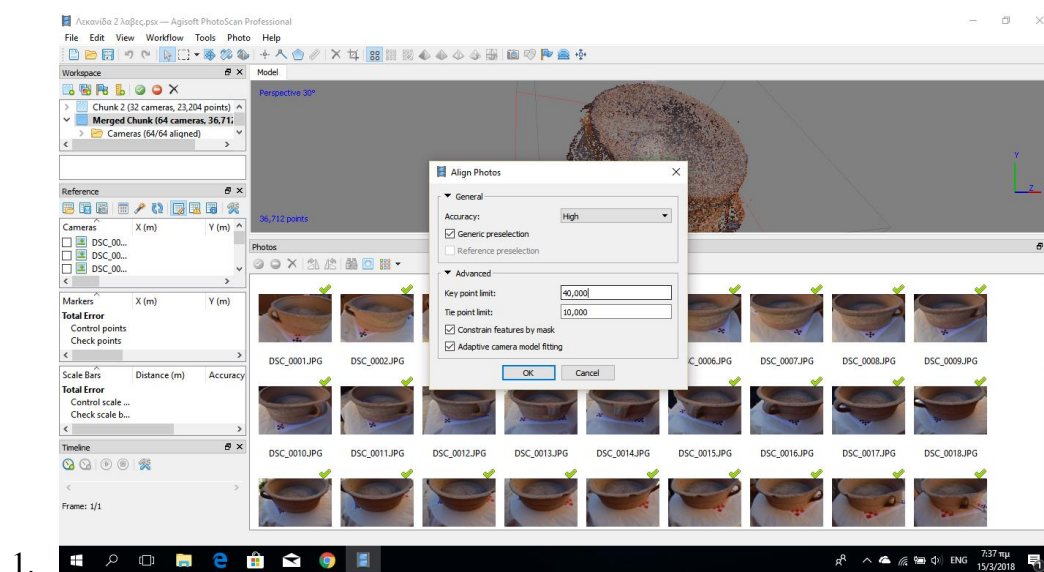 Λεκανίδα 2 λαβες.psx — Agisoft PhotoScan Professional
File Edit View Workflow Tools Photo Help
Workspace
Model
Perspective 30°
Chunk 2 (32 cameras, 23,204 points)
Merged Chunk (64 cameras, 36,712
Cameras (64/64 aligned)
Align Photos
General
Accuracy: High
Generic preselection
Reference preselection
Advanced
Key point limit: 40,000
Tie point limit: 10,000
Constrain features by mask
Adaptive camera model fitting
OK Cancel
Y
Z
36,712 points
Reference
Cameras X (m) Y (m)
DSC_00...
DSC_00...
DSC_00...
Markers X (m) Y (m)
Total Error
Control points
Check points
Scale Bars Distance (m) Accuracy
Total Error
Control scale ...
Check scale b...
Timeline
Frame: 1/1
Photos
DSC_0001.JPG DSC_0002.JPG C_0006.JPG DSC_0007.JPG DSC_0008.JPG DSC_0009.JPG
DSC_0010.JPG DSC_0011.JPG DSC_0012.JPG DSC_0013.JPG DSC_0014.JPG DSC_0015.JPG DSC_0016.JPG DSC_0017.JPG DSC_0018.JPG
1.
ENG
7:37 πμ
15/3/2018